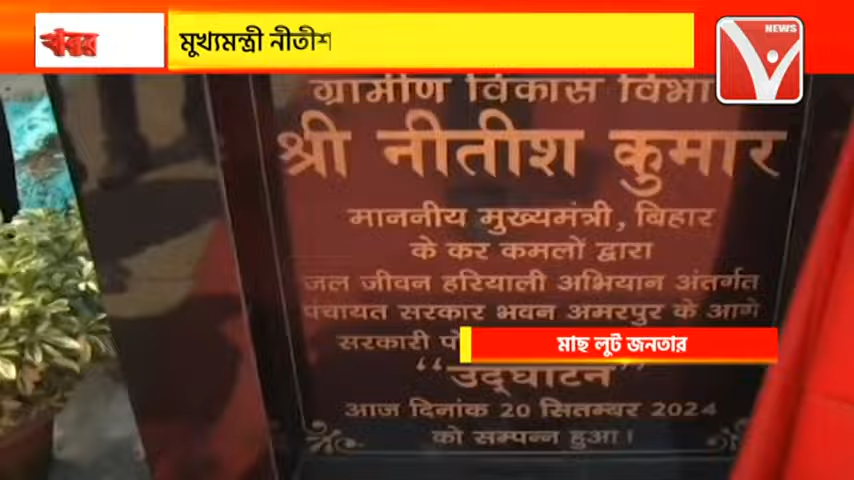 খবর
মুখ্যমন্ত্রী নীতীশ
NEWS
ग्रामीण विकास विभा
श्री नीतीश कुमार
माननीय मुख्यमंत्री, बिहार
के कर कमलों द्वारा
जल जीवन हरियाली अभियान अंतर्गत
पंचायत सरकार भवन अमरपुर के आगे
सरकारी
মাছ লুট জনতার
“उद्घाटन”
आज दिनांक 20 सितम्बर 2024
को सम्पन्न हुआ।